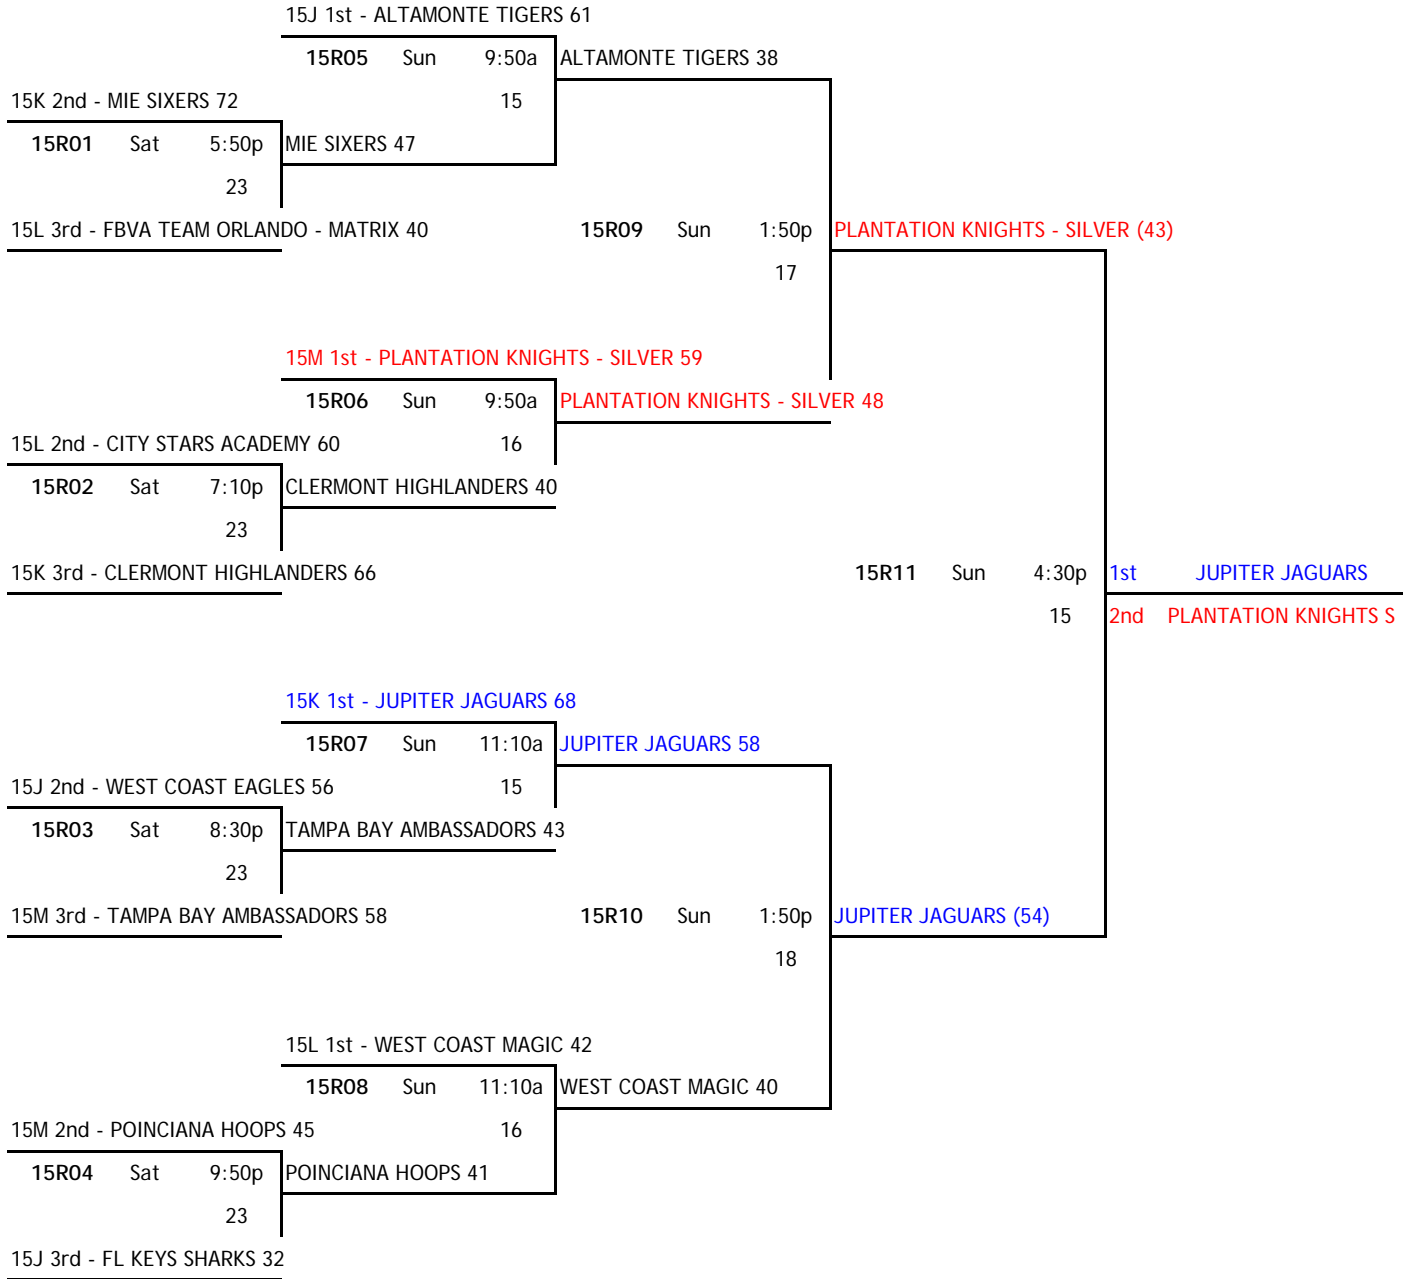 15J 1st - ALTAMONTE TIGERS 61
15R05 Sun 9:50a ALTAMONTE TIGERS 38
15K 2nd - MIE SIXERS 72 15
15R01 Sat 5:50p MIE SIXERS 47
23
15L 3rd - FBVA TEAM ORLANDO - MATRIX 40 15R09 Sun 1:50p PLANTATION KNIGHTS - SILVER (43)
17
15M 1st - PLANTATION KNIGHTS - SILVER 59
15R06 Sun 9:50a PLANTATION KNIGHTS - SILVER 48
15L 2nd - CITY STARS ACADEMY 60 16
15R02 Sat 7:10p CLERMONT HIGHLANDERS 40
23
15K 3rd - CLERMONT HIGHLANDERS 66 15R11 Sun 4:30p 1st JUPITER JAGUARS
15 2nd PLANTATION KNIGHTS S
15K 1st - JUPITER JAGUARS 68
15R07 Sun 11:10a JUPITER JAGUARS 58
15J 2nd - WEST COAST EAGLES 56 15
15R03 Sat 8:30p TAMPA BAY AMBASSADORS 43
23
15M 3rd - TAMPA BAY AMBASSADORS 58 15R10 Sun 1:50p JUPITER JAGUARS (54)
18
15L 1st - WEST COAST MAGIC 42
15R08 Sun 11:10a WEST COAST MAGIC 40
15M 2nd - POINCIANA HOOPS 45 16
15R04 Sat 9:50p POINCIANA HOOPS 41
23
15J 3rd - FL KEYS SHARKS 32